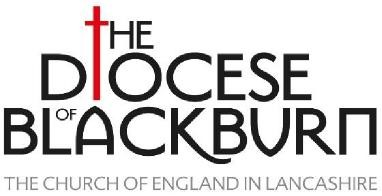 THE
DIOCESE
OF
BLACKBURN
THE CHURCH OF ENGLAND IN LANCASHIRE